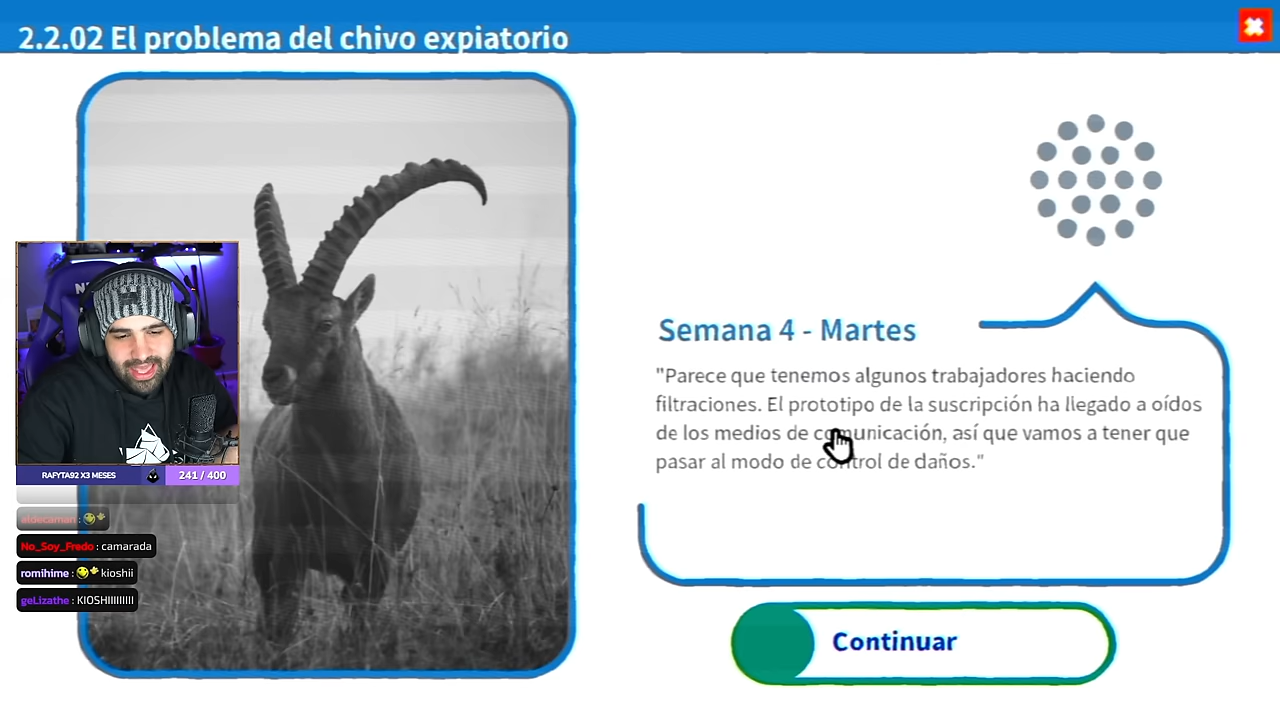 2.2.02 El problema del chivo expiatorio
Semana 4 - Martes
"Parece que tenemos algunos trabajadores haciendo
filtraciones. El prototipo de la suscripción ha llegado a oídos
de los medios de comunicación, así que vamos a tener que
pasar al modo de control de daños."
Continuar
RAFYTA92 X3 MESES
241 / 400
aldecaman :
No_Soy_Fredo : camarada
romihime : kioshii
geLizathe : KIOSHIIIIIIIII